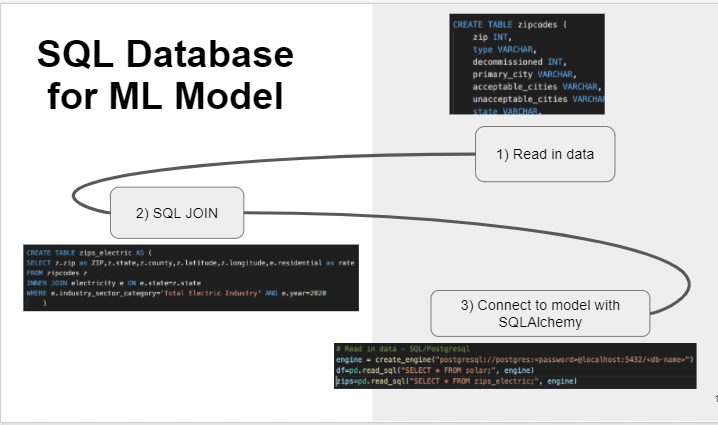 SQL Database
for ML Model
CREATE TABLE zipcodes (
zip INT,
type VARCHAR,
decommissioned INT,
primary_city VARCHAR,
acceptable_cities VARCHAR,
unacceptable_cities VARCHAR
state VARCHAR,
1) Read in data
2) SQL JOIN
CREATE TABLE zips_electric AS (
SELECT z.zip as ZIP,z.state,z.county,z.latitude,z.longitude,e.residential as rate
FROM zipcodes z
INNER JOIN electricity e ON e.state=z.state
WHERE e.industry_sector_category='Total Electric Industry' AND e.year=2020
)
3) Connect to model with
SQLAlchemy
# Read in data - SQL/Postgresql
engine = create_engine("postgresql://postgres:<password>@localhost:5432/<db-name>")
df=pd.read_sql("SELECT * FROM solar;", engine)
zips=pd.read_sql("SELECT * FROM zips_electric;", engine)
1